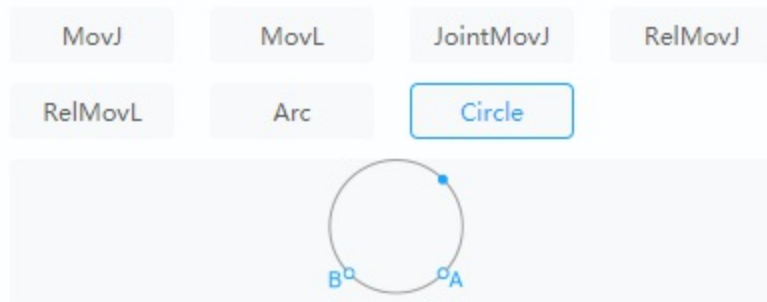 MovJ MovL JointMovJ RelMovJ
RelMovL Arc Circle
B A